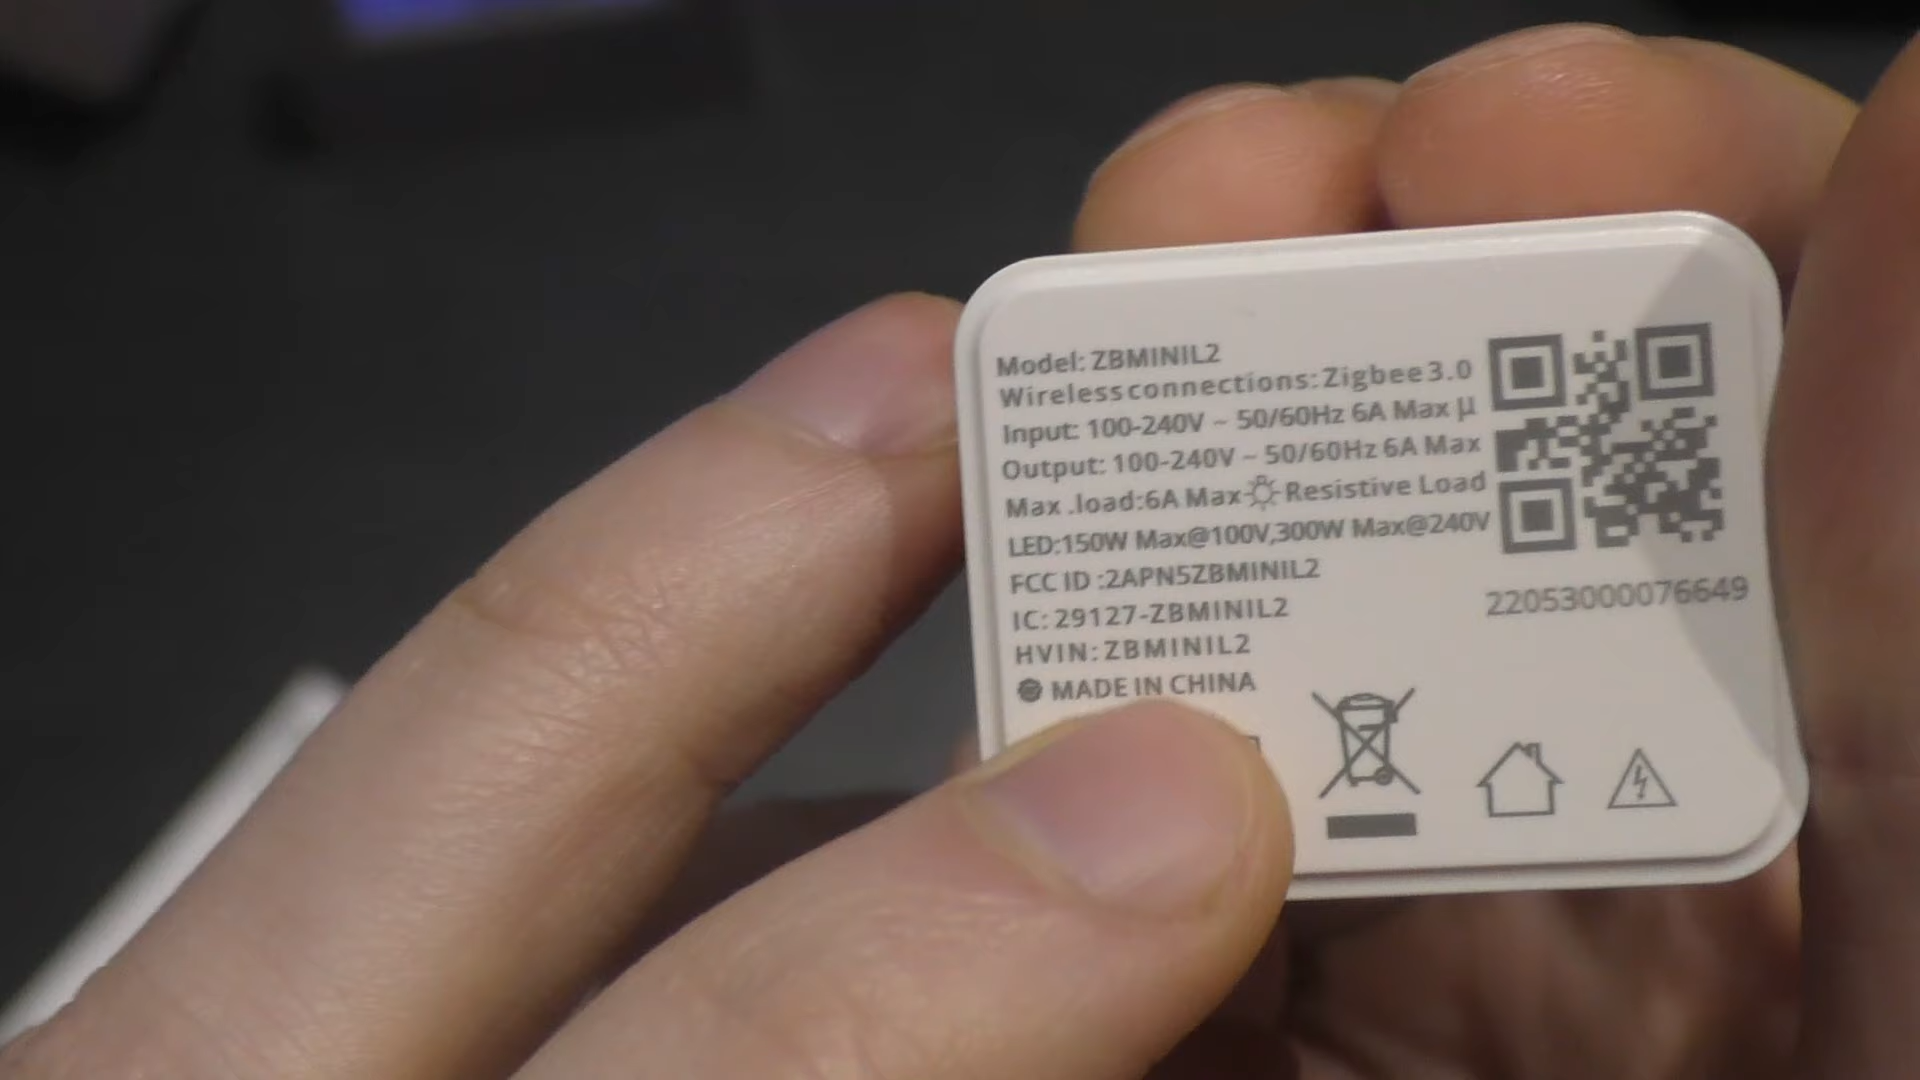 Model: ZBMINIL2
Wireless connections: Zigbee 3.0
Input: 100-240V ~ 50/60Hz 6A Max µ
Output: 100-240V ~ 50/60Hz 6A Max
Max .load:6A Max Resistive Load
LED:150W Max@100V,300W Max@240V
FCC ID :2APN5ZBMINIL2
IC: 29127-ZBMINIL2
HVIN: ZBMINIL2
MADE IN CHINA
22053000076649